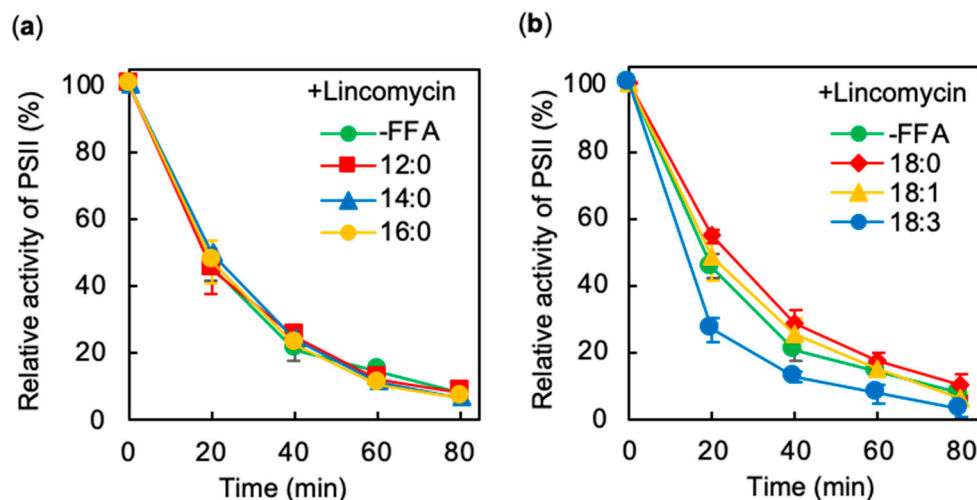 (a)
Relative activity of PSII (%)
100
80
60
40
20
0
+Lincomycin
-FFA
12:0
14:0
16:0
0 20 40 60 80
Time (min)
(b)
Relative activity of PSII (%)
100
80
60
40
20
0
+Lincomycin
-FFA
18:0
18:1
18:3
0 20 40 60 80
Time (min)